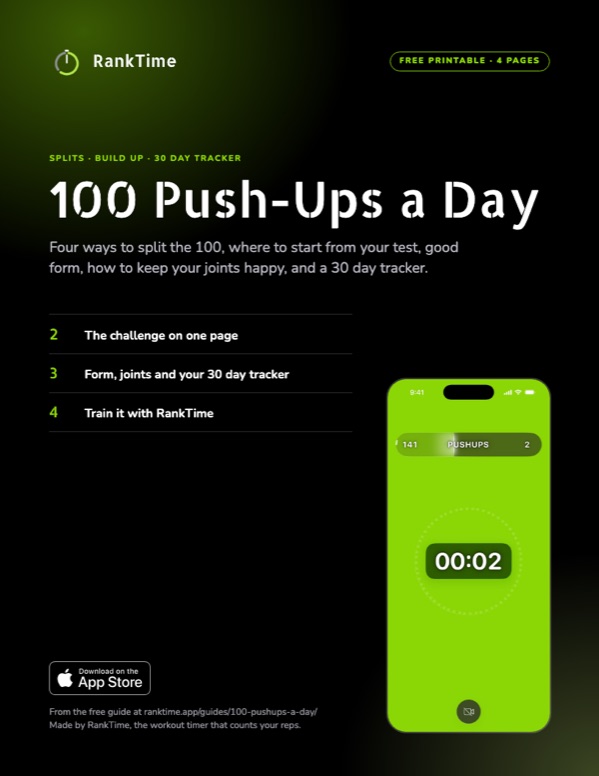 RankTime
FREE PRINTABLE · 4 PAGES
SPLITS · BUILD UP · 30 DAY TRACKER
100 Push-Ups a Day
Four ways to split the 100, where to start from your test, good
form, how to keep your joints happy, and a 30 day tracker.
2 The challenge on one page
3 Form, joints and your 30 day tracker
4 Train it with RankTime
9:41
141 PUSHUPS 2
00:02
Download on the
App Store
From the free guide at ranktime.app/guides/100-pushups-a-day/
Made by RankTime, the workout timer that counts your reps.